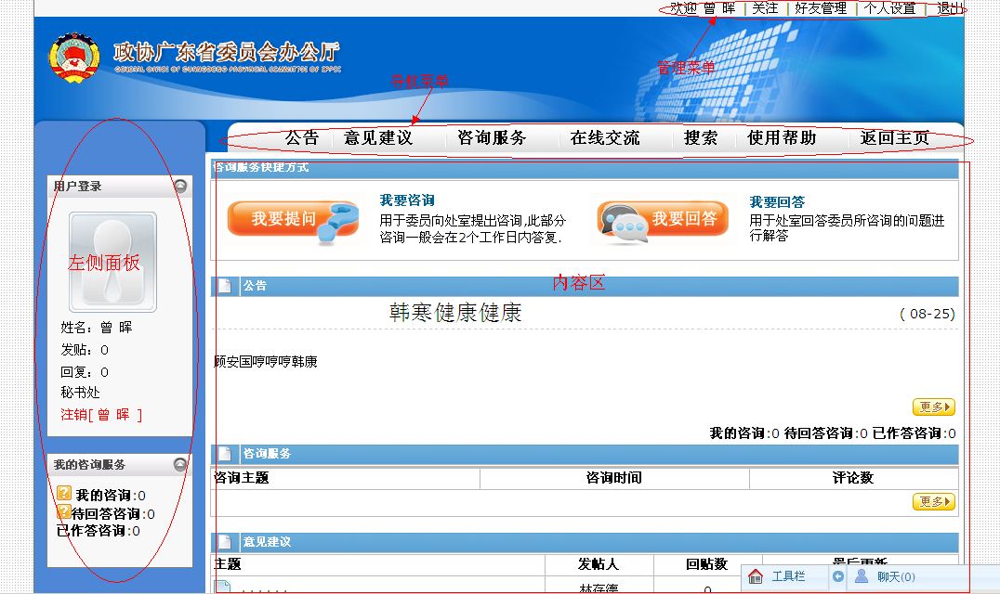 欢迎 曾 晖 | 关注 | 好友管理 | 个人设置 | 退出
政协广东省委员会办公厅
GENERAL OFFICE OF GUANGDONG PROVINCIAL COMMITTEE OF CPPCC
管理菜单
公告 意见建议 咨询服务 在线交流 搜索 使用帮助 返回主页
用户登录
左侧面板
姓名：曾 晖
发贴：0
回复：0
秘书处
注销[ 曾 晖 ]
我的咨询服务
我的咨询:0
待回答咨询:0
已作答咨询:0
咨询服务快捷方式
我要提问
我要咨询
用于委员向处室提出咨询,此部分
咨询一般会在2个工作日内答复.
我要回答
我要回答
用于处室回答委员所咨询的问题进
行解答
公告
内容区
韩寒健康健康 ( 08-25)
顾安国哼哼哼韩康
更多
我的咨询:0 待回答咨询:0 已作答咨询:0
咨询服务
咨询主题 咨询时间 评论数
更多
意见建议
主题 发帖人 回贴数 最后更新
林存德 0
工具栏 聊天(0)